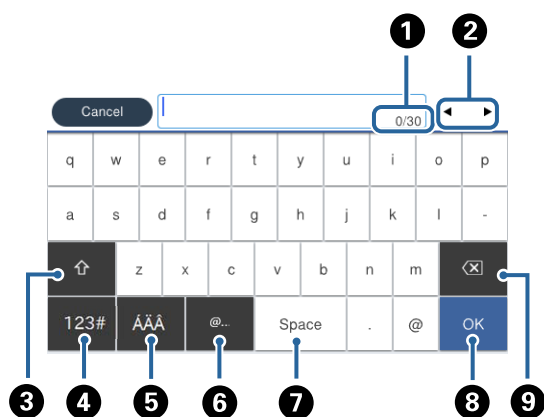 1 2
Cancel
0/30
q w e r t y u i o p
a s d f g h j k l -
z x c v b n m
123# ÁÄÂ @... Space . @ OK
3 4 5 6 7 8 9